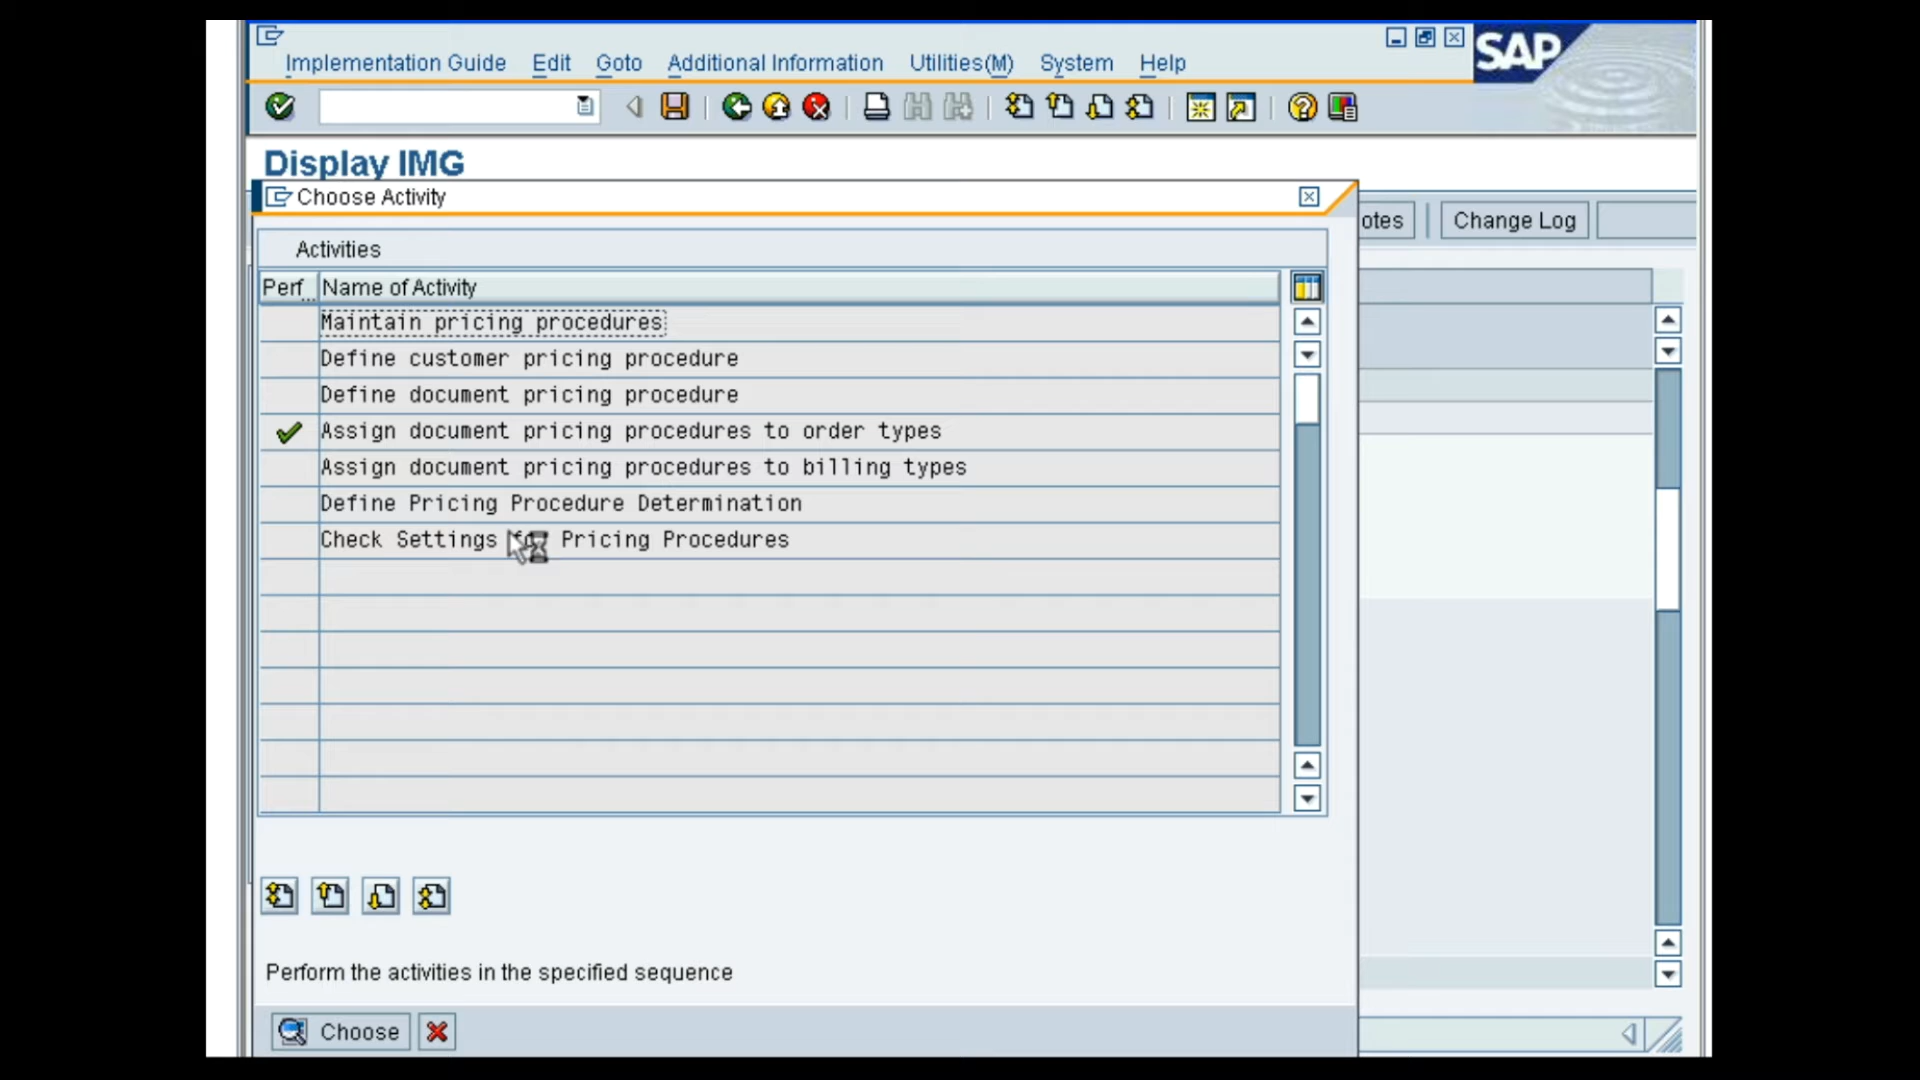 Implementation Guide Edit Goto Additional Information Utilities(M) System Help
SAP
Display IMG
Choose Activity
otes Change Log
Activities
Perf... Name of Activity
Maintain pricing procedures
Define customer pricing procedure
Define document pricing procedure
Assign document pricing procedures to order types
Assign document pricing procedures to billing types
Define Pricing Procedure Determination
Check Settings for Pricing Procedures
Perform the activities in the specified sequence
Choose